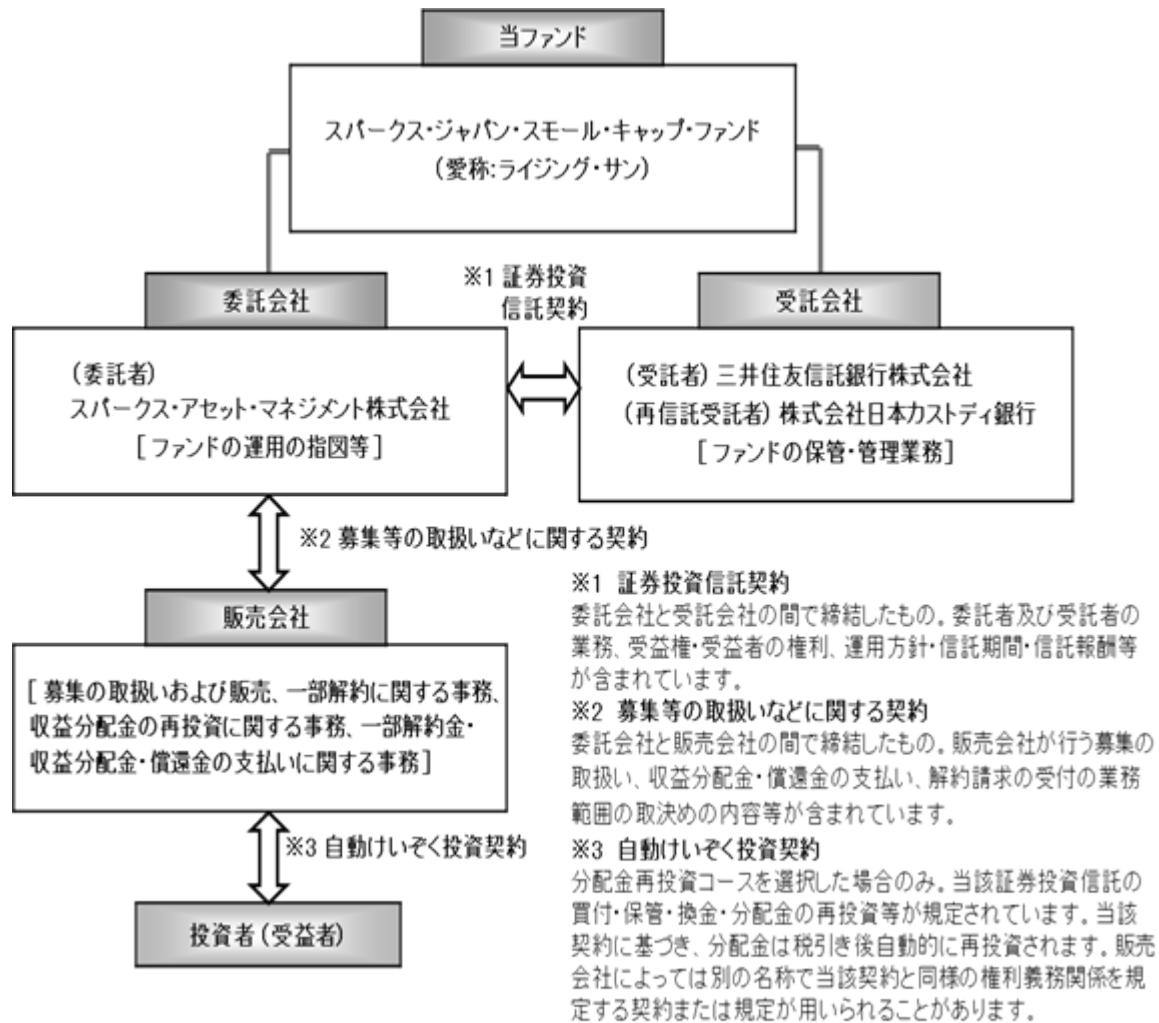 当ファンド
スパークス・ジャパン・スモール・キャップ・ファンド
(愛称:ライジング・サン)
委託会社
※1 証券投資
信託契約
受託会社
(委託者)
スパークス・アセット・マネジメント株式会社
[ファンドの運用の指図等]
(受託者) 三井住友信託銀行株式会社
(再信託受託者) 株式会社日本カストディ銀行
[ファンドの保管・管理業務]
※2 募集等の取扱いなどに関する契約
販売会社
[ 募集の取扱いおよび販売、一部解約に関する事務、
収益分配金の再投資に関する事務、一部解約金・
収益分配金・償還金の支払いに関する事務]
※3 自動けいぞく投資契約
投資者(受益者)
※1 証券投資信託契約
委託会社と受託会社の間で締結したもの。委託者及び受託者の
業務、受益権・受益者の権利、運用方針・信託期間・信託報酬等
が含まれています。
※2 募集等の取扱いなどに関する契約
委託会社と販売会社の間で締結したもの。販売会社が行う募集の
取扱い、収益分配金・償還金の支払い、解約請求の受付の業務
範囲の取決めの内容等が含まれています。
※3 自動けいぞく投資契約
分配金再投資コースを選択した場合のみ。当該証券投資信託の
買付・保管・換金・分配金の再投資等が規定されています。当該
契約に基づき、分配金は税引き後自動的に再投資されます。販売
会社によっては別の名称で当該契約と同様の権利義務関係を規
定する契約または規定が用いられることがあります。